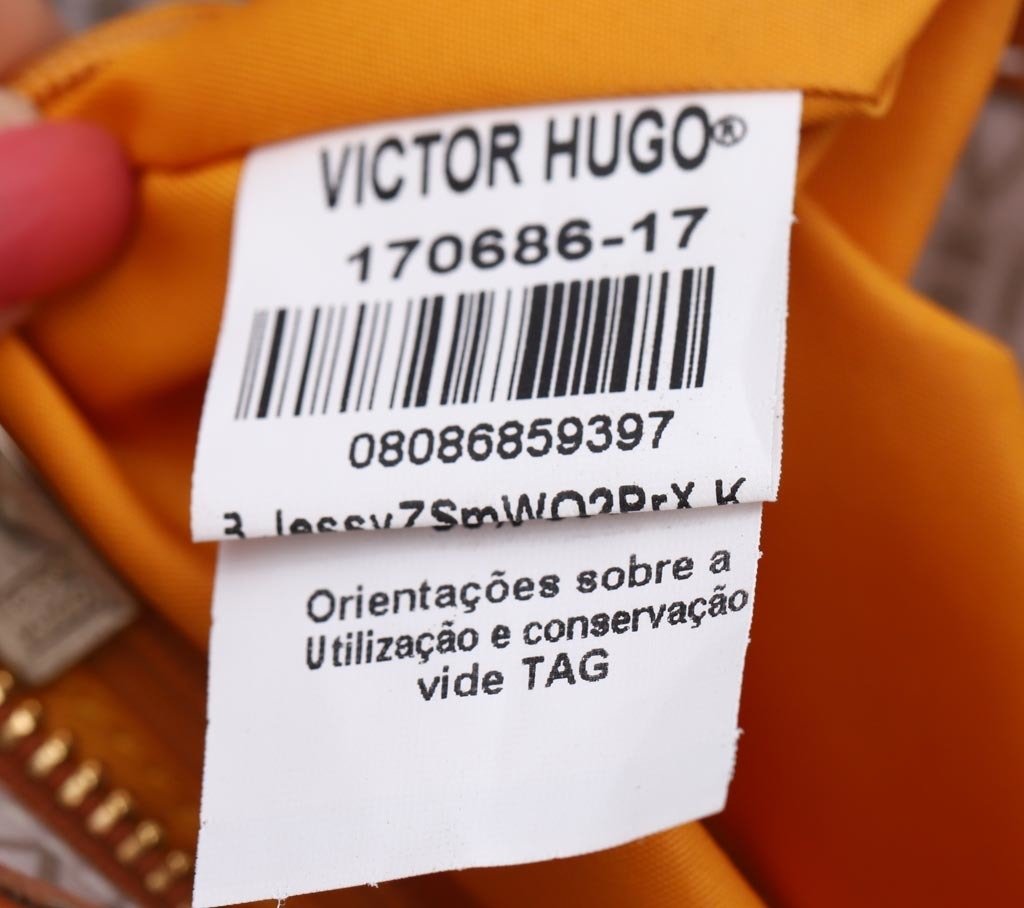 VICTOR HUGO®
170686-17
08086859397
Orientações sobre a
Utilização e conservação
vide TAG